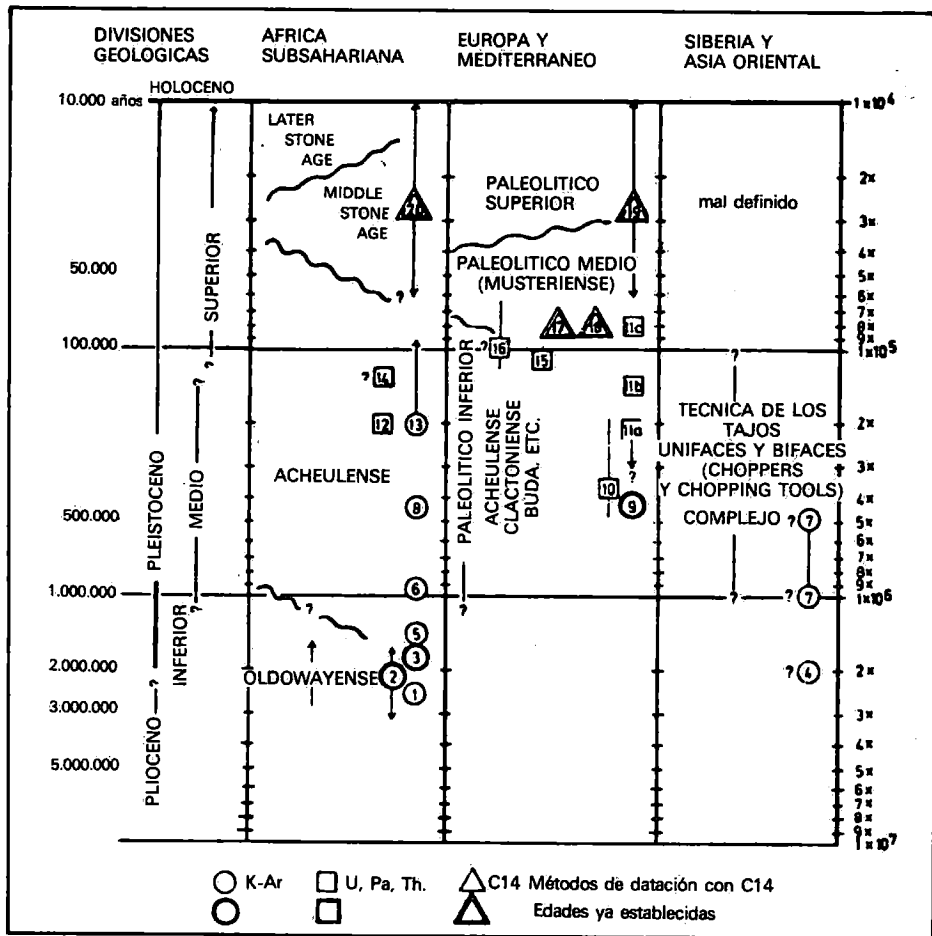 DIVISIONES
GEOLOGICAS
AFRICA
SUBSAHARIANA
EUROPA Y
MEDITERRANEO
SIBERIA Y
ASIA ORIENTAL
HOLOCENO
10.000 años
50.000
100.000
500.000
1.000.000
2.000.000
3.000.000
5.000.000
PLIOCENO
?
PLEISTOCENO
INFERIOR
?
MEDIO
?
?
SUPERIOR
LATER
STONE
AGE
MIDDLE
STONE
AGE
?
? 14
12
13
ACHEULENSE
8
6
?
5
3
OLDOWAYENSE
2
1
PALEOLITICO
SUPERIOR
19
PALEOLITICO MEDIO
(MUSTERIENSE)
17
18
11c
? 16
15
11b
11a
?
10
9
PALEOLITICO INFERIOR
ACHEULENSE
CLACTONIENSE
BUDA, ETC.
?
mal definido
?
TECNICA DE LOS
TAJOS
UNIFACES Y BIFACES
(CHOPPERS
Y CHOPPING TOOLS)
COMPLEJO
? 7
?
? 7
? 4
1x10⁴
2x
3x
4x
5x
6x
7x
8x
9x
1x10⁵
2x
3x
4x
5x
6x
7x
8x
9x
1x10⁶
2x
3x
4x
5x
6x
7x
8x
9x
1x10⁷
K-Ar
U, Pa, Th.
C14 Métodos de datación con C14
Edades ya establecidas